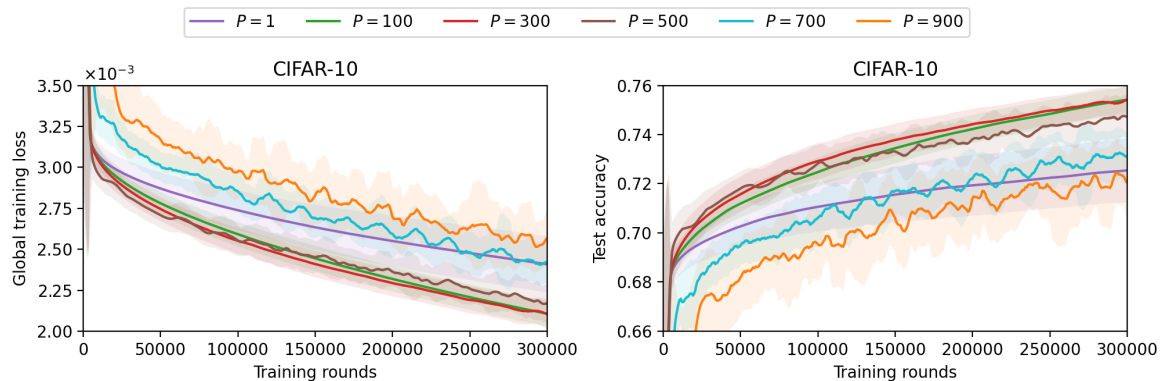 P = 1 P = 100 P = 300 P = 500 P = 700 P = 900
×10⁻³
CIFAR-10
3.50
3.25
3.00
2.75
2.50
2.25
2.00
Global training loss
0 50000 100000 150000 200000 250000 300000
Training rounds
CIFAR-10
0.76
0.74
0.72
0.70
0.68
0.66
Test accuracy
0 50000 100000 150000 200000 250000 300000
Training rounds